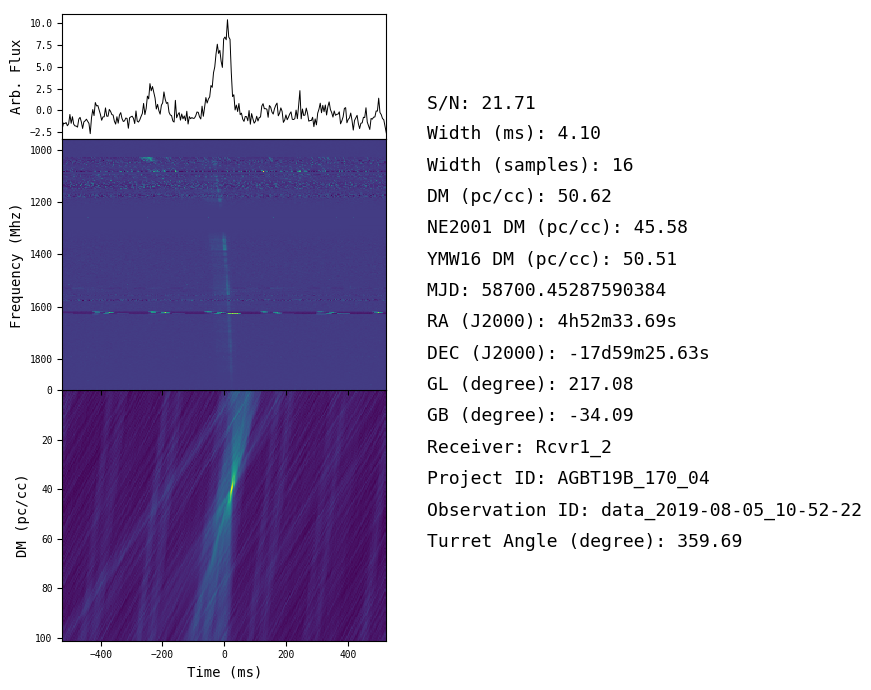 10.0
7.5
5.0
2.5
0.0
−2.5
Arb. Flux
1000
1200
1400
1600
1800
Frequency (Mhz)
0
20
40
60
80
100
DM (pc/cc)
−400
−200
0
200
400
Time (ms)
S/N: 21.71
Width (ms): 4.10
Width (samples): 16
DM (pc/cc): 50.62
NE2001 DM (pc/cc): 45.58
YMW16 DM (pc/cc): 50.51
MJD: 58700.45287590384
RA (J2000): 4h52m33.69s
DEC (J2000): -17d59m25.63s
GL (degree): 217.08
GB (degree): -34.09
Receiver: Rcvr1_2
Project ID: AGBT19B_170_04
Observation ID: data_2019-08-05_10-52-22
Turret Angle (degree): 359.69